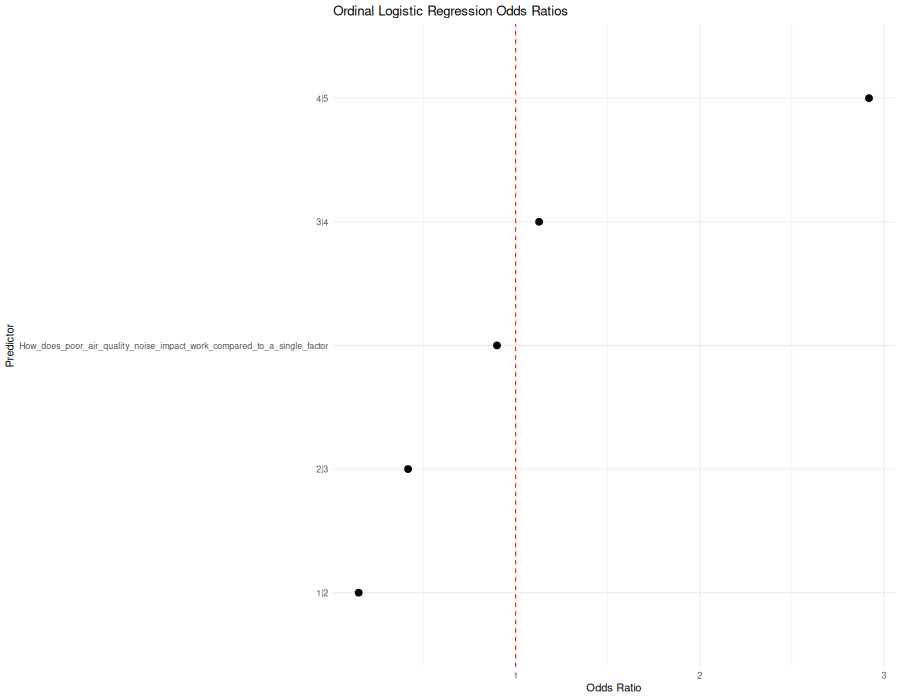 Ordinal Logistic Regression Odds Ratios
4|5
3|4
Predictor
How_does_poor_air_quality_noise_impact_work_compared_to_a_single_factor
2|3
1|2
1
2
3
Odds Ratio